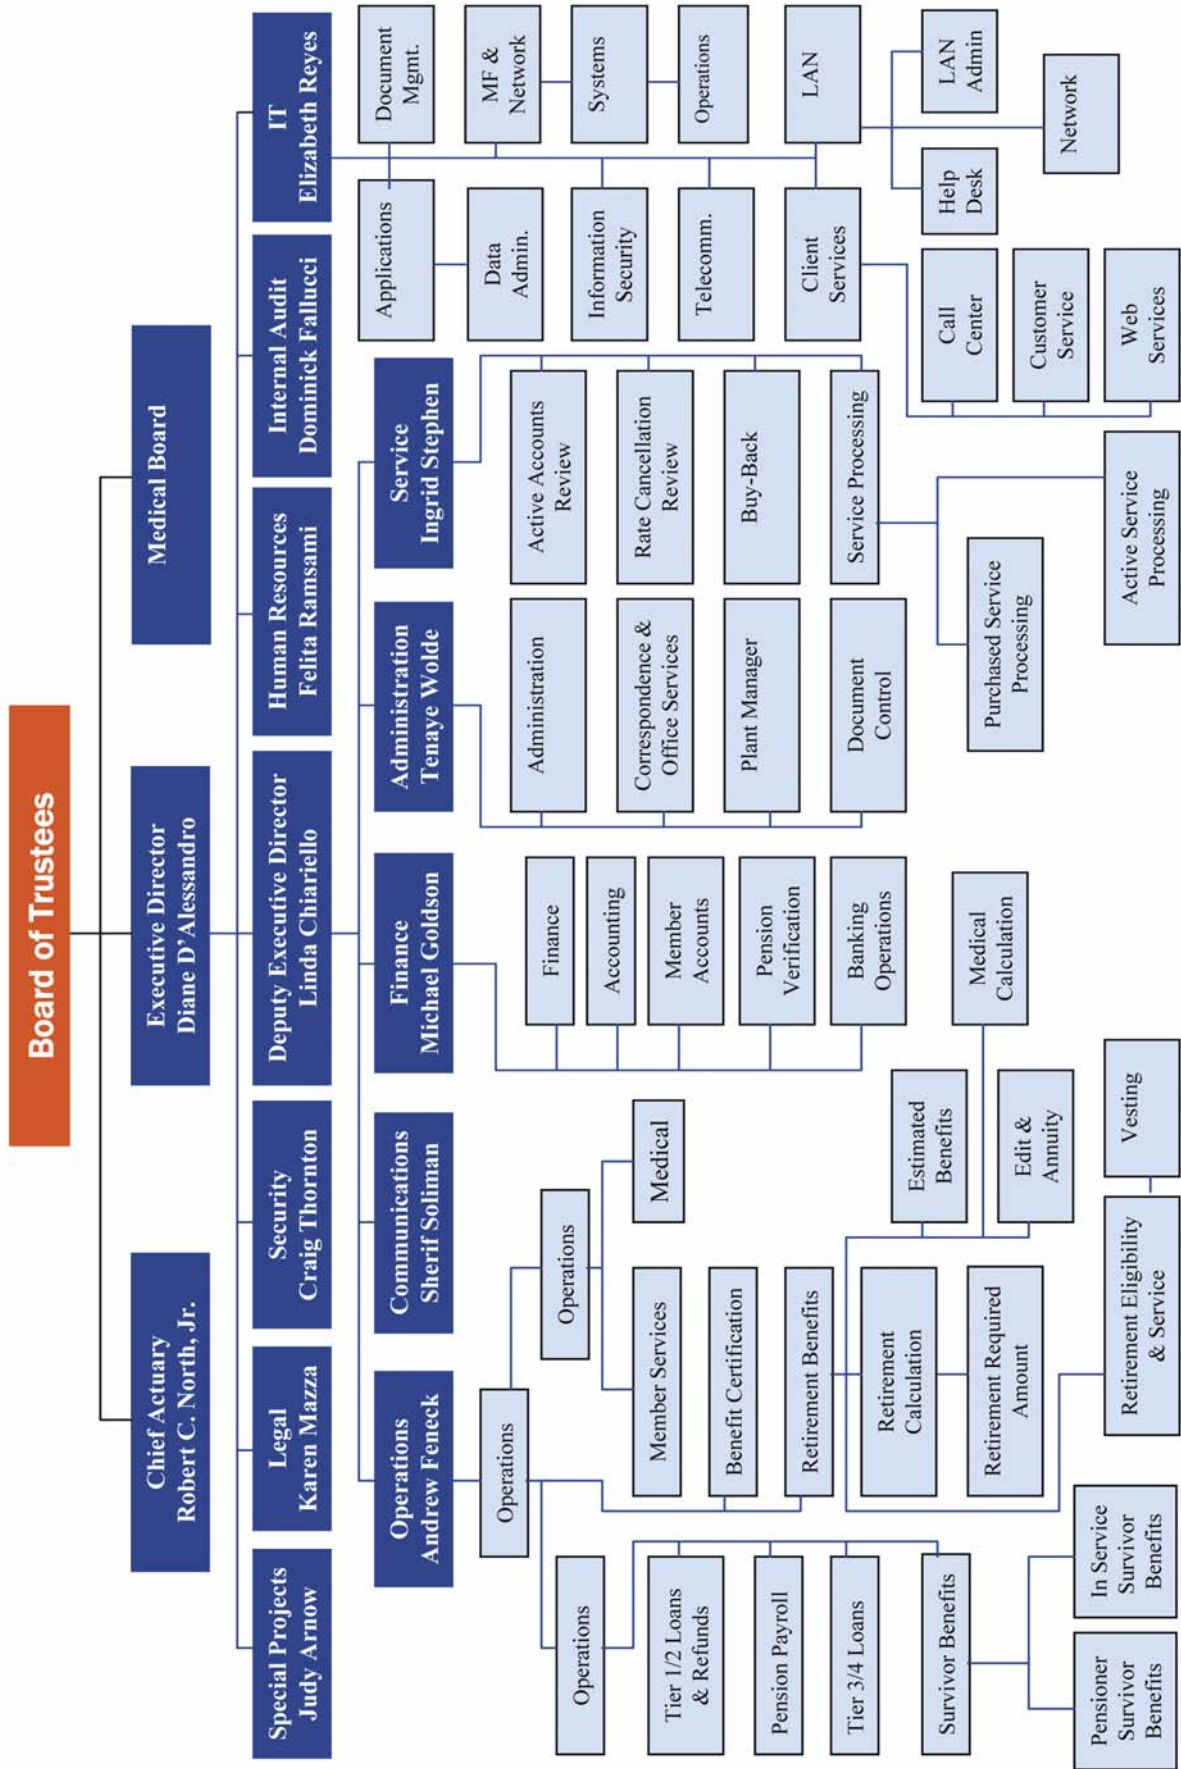 Board of Trustees
Chief Actuary
Robert C. North, Jr.
Executive Director
Diane D’Alessandro
Medical Board
Special Projects
Judy Arnow
Legal
Karen Mazza
Security
Craig Thornton
Deputy Executive Director
Linda Chiariello
Human Resources
Felita Ramsami
Internal Audit
Dominick Fallucci
IT
Elizabeth Reyes
Operations
Andrew Feneck
Communications
Sherif Soliman
Finance
Michael Goldson
Administration
Tenaye Wolde
Service
Ingrid Stephen
Operations
Operations
Tier 1/2 Loans
& Refunds
Pension Payroll
Tier 3/4 Loans
Survivor Benefits
Pensioner
Survivor
Benefits
In Service
Survivor
Benefits
Operations
Member Services
Medical
Benefit Certification
Retirement Benefits
Retirement
Calculation
Retirement Required
Amount
Estimated
Benefits
Medical
Calculation
Edit &
Annuity
Retirement Eligibility
& Service
Vesting
Finance
Accounting
Member
Accounts
Pension
Verification
Banking
Operations
Administration
Correspondence &
Office Services
Plant Manager
Document
Control
Active Accounts
Review
Rate Cancellation
Review
Buy-Back
Service Processing
Purchased Service
Processing
Active Service
Processing
Applications
Document
Mgmt.
Data
Admin.
MF &
Network
Information
Security
Systems
Telecomm.
Operations
Client
Services
LAN
Call
Center
Customer
Service
Web
Services
Help
Desk
LAN
Admin
Network